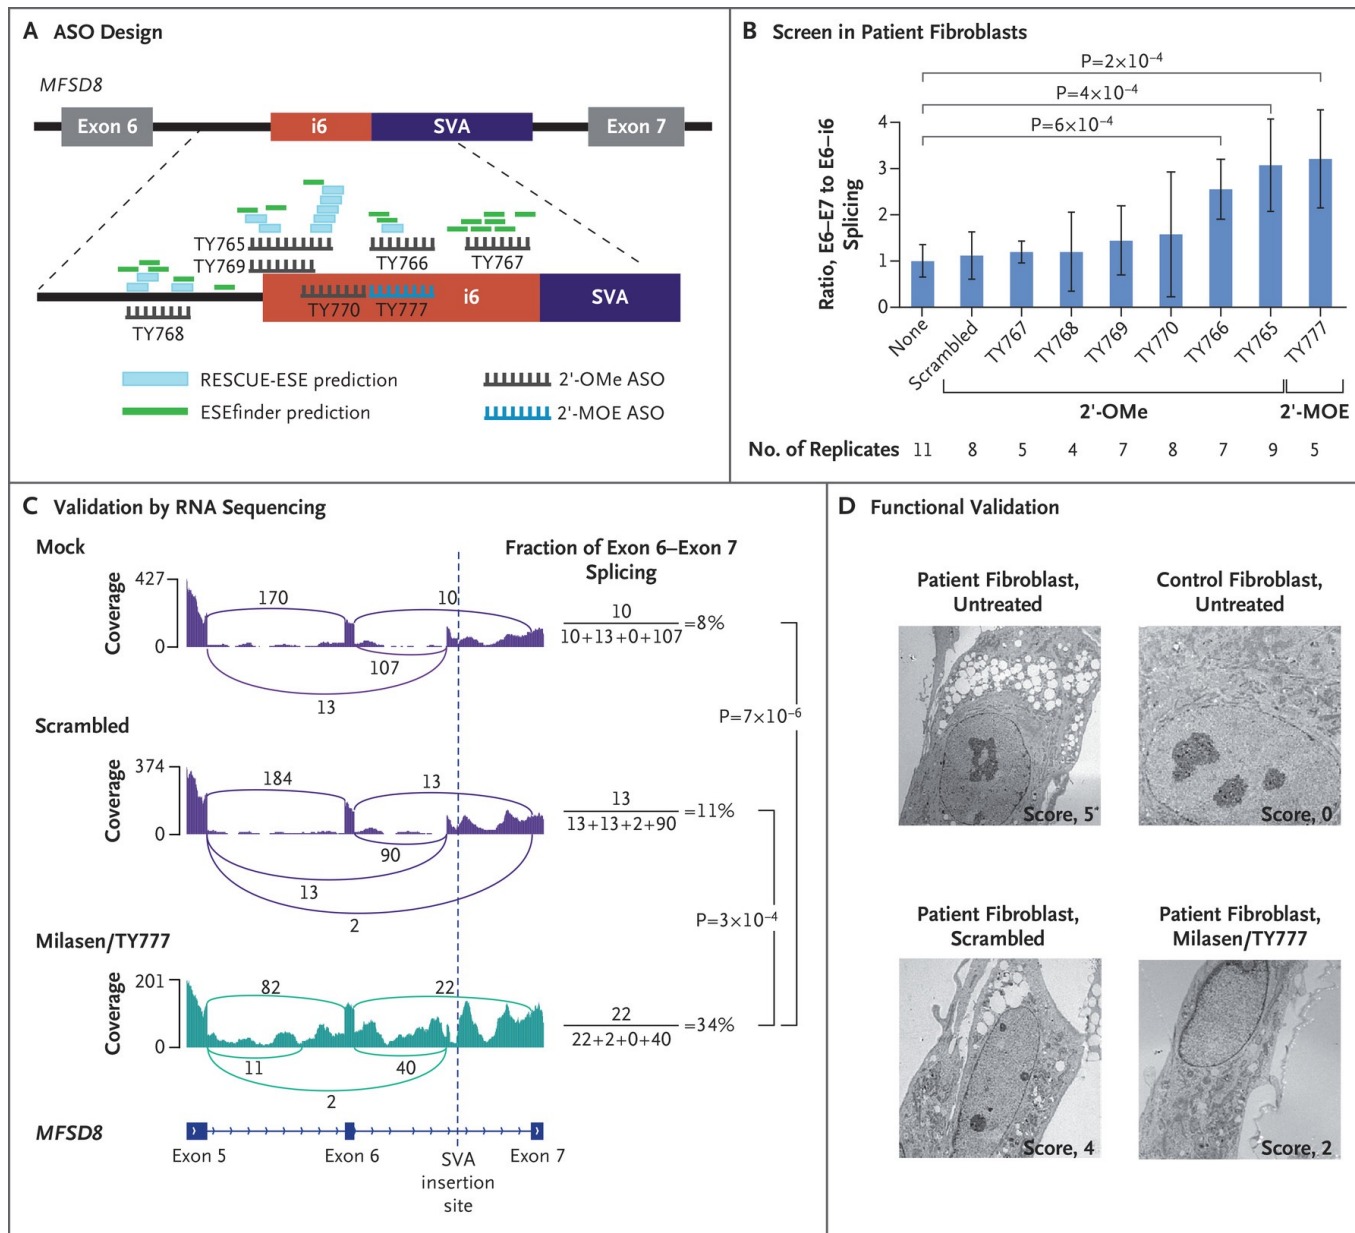 A ASO Design
MFSD8
Exon 6
i6
SVA
Exon 7
TY765
TY769
TY766
TY767
TY768
TY770
TY777
i6
SVA
RESCUE-ESE prediction
ESEfinder prediction
2'-OMe ASO
2'-MOE ASO
B Screen in Patient Fibroblasts
P=2×10⁻⁴
P=4×10⁻⁴
P=6×10⁻⁴
Ratio, E6–E7 to E6–i6
Splicing
4
3
2
1
0
None
Scrambled
TY767
TY768
TY769
TY770
TY766
TY765
TY777
2'-OMe
2'-MOE
No. of Replicates 11 8 5 4 7 8 7 9 5
C Validation by RNA Sequencing
Mock
Fraction of Exon 6–Exon 7
Splicing
Coverage
427
0
170
10
107
13
10
10+13+0+107
=8%
P=7×10⁻⁶
Scrambled
Coverage
374
0
184
13
90
13
2
13
13+13+2+90
=11%
P=3×10⁻⁴
Milasen/TY777
Coverage
201
0
82
22
11
40
2
22
22+2+0+40
=34%
MFSD8
Exon 5
Exon 6
SVA
insertion
site
Exon 7
D Functional Validation
Patient Fibroblast,
Untreated
Score, 5
Control Fibroblast,
Untreated
Score, 0
Patient Fibroblast,
Scrambled
Score, 4
Patient Fibroblast,
Milasen/TY777
Score, 2